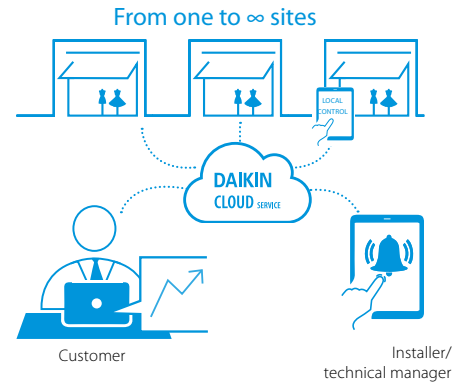 From one to ∞ sites
LOCAL
CONTROL
DAIKIN
CLOUD SERVICE
Customer
Installer/
technical manager